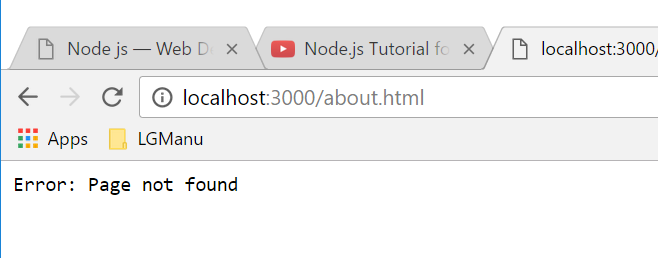 Node js — Web D
Node.js Tutorial fo
localhost:3000/
localhost:3000/about.html
Apps
LGManu
Error: Page not found